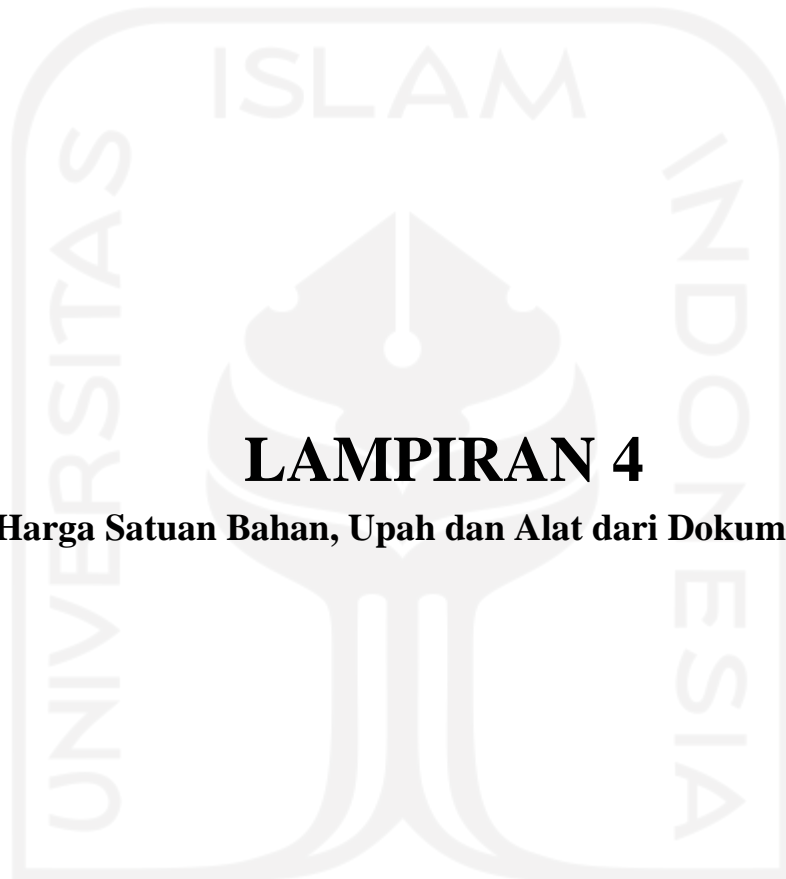 ISLAM
UNIVERSITAS
INDONESIA
LAMPIRAN 4
Harga Satuan Bahan, Upah dan Alat dari Dokum